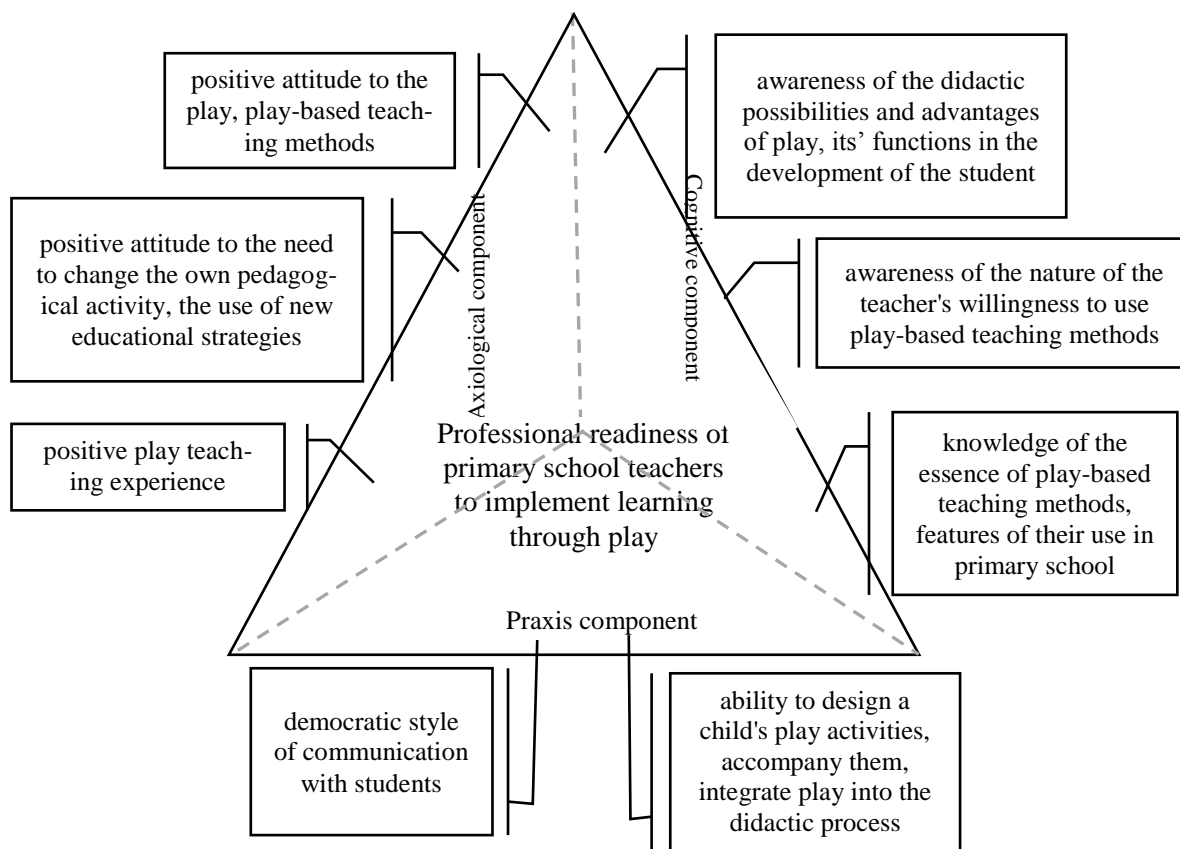 positive attitude to the
play, play-based teach-
ing methods
awareness of the didactic
possibilities and advantages
of play, its’ functions in the
development of the student
positive attitude to the need
to change the own pedagog-
ical activity, the use of new
educational strategies
Axiological component
Cognitive component
awareness of the nature of the
teacher's willingness to use
play-based teaching methods
positive play teach-
ing experience
Professional readiness of
primary school teachers
to implement learning
through play
knowledge of the
essence of play-based
teaching methods,
features of their use in
primary school
Praxis component
democratic style
of communication
with students
ability to design a
child's play activities,
accompany them,
integrate play into the
didactic process